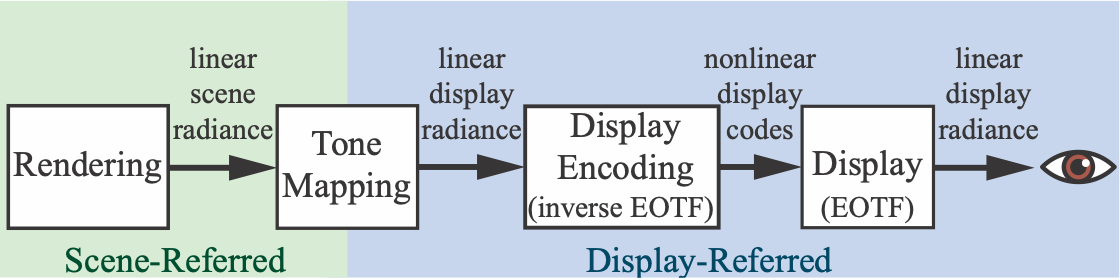 linear
scene
radiance
linear
display
radiance
nonlinear
display
codes
linear
display
radiance
Rendering
Tone
Mapping
Display
Encoding
(inverse EOTF)
Display
(EOTF)
Scene-Referred
Display-Referred